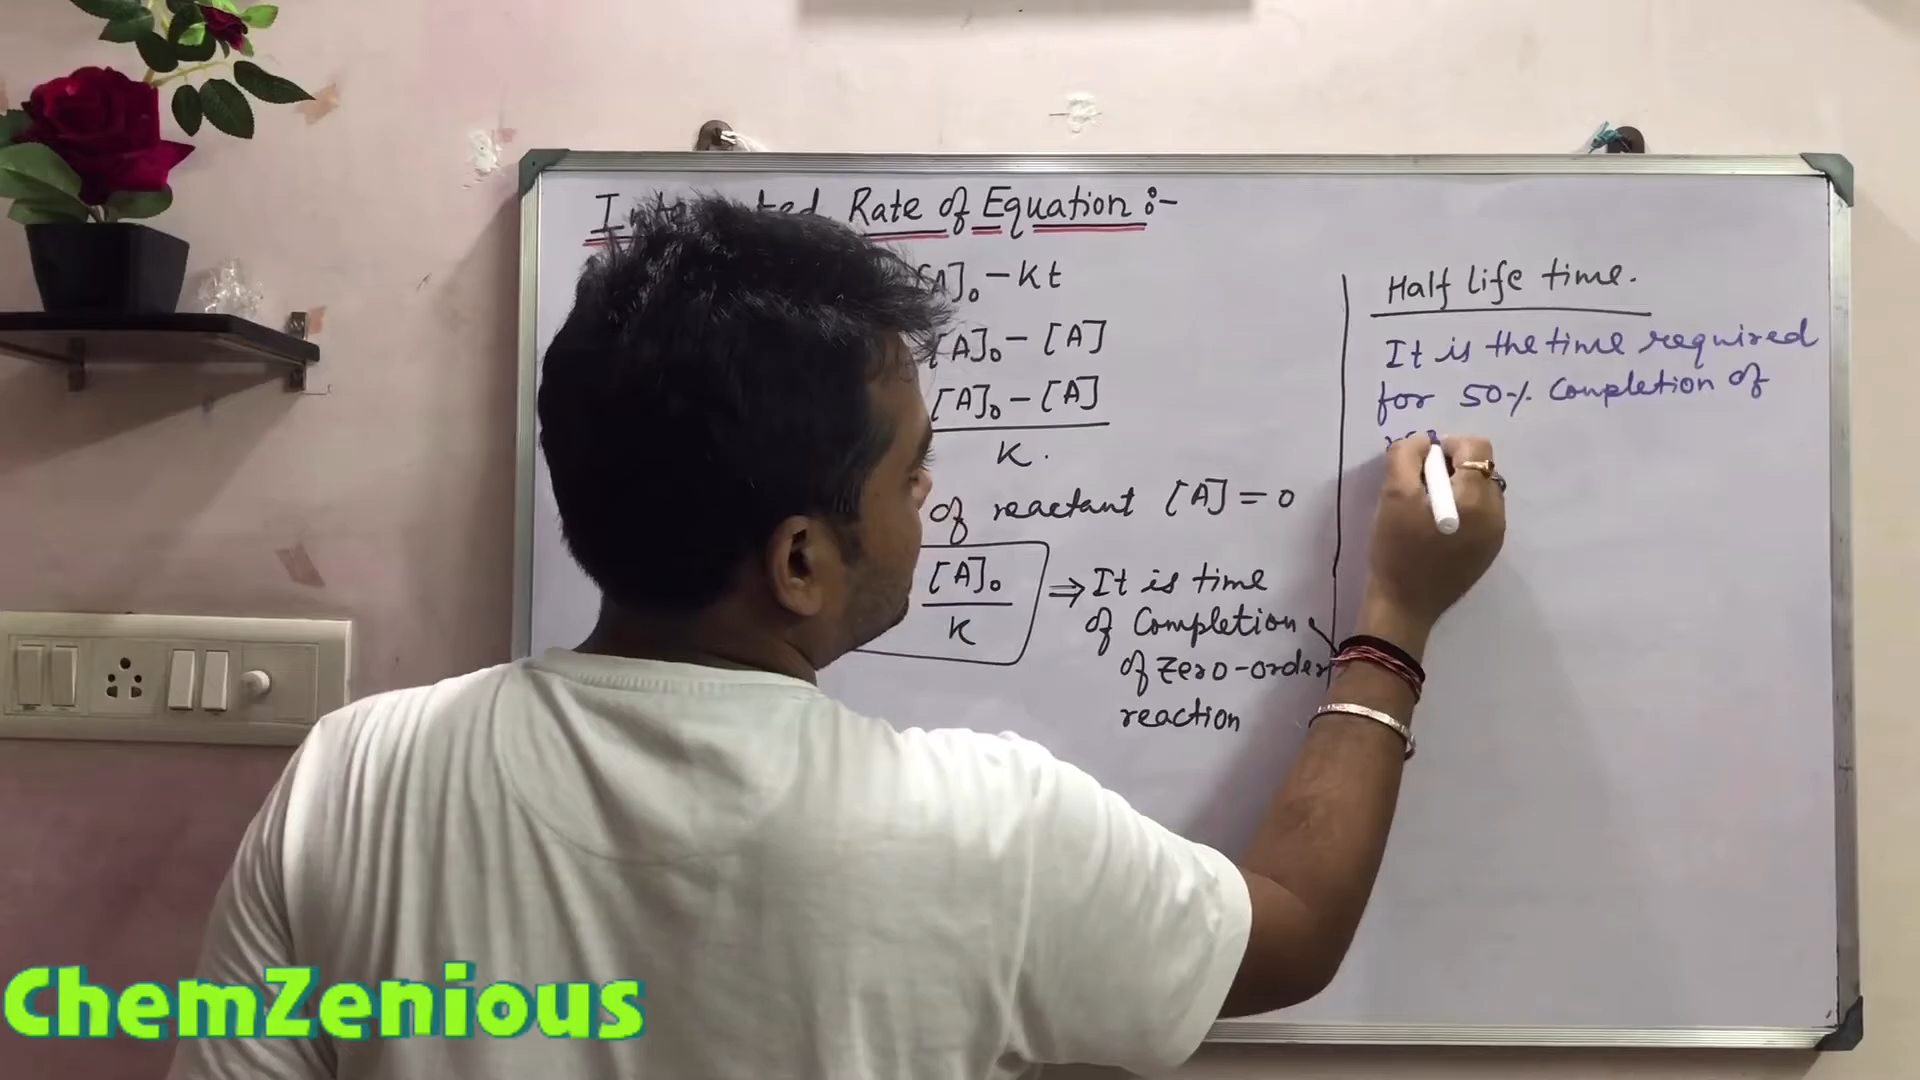 Rate of Equation :-
[A]₀ - Kt
[A]₀ - [A]
[A]₀ - [A]
K.
of reactant [A] = 0
[A]₀
K
⇒ It is time
of Completion
of zero-order
reaction
Half life time.
It is the time required
for 50% Completion of
ChemZenious